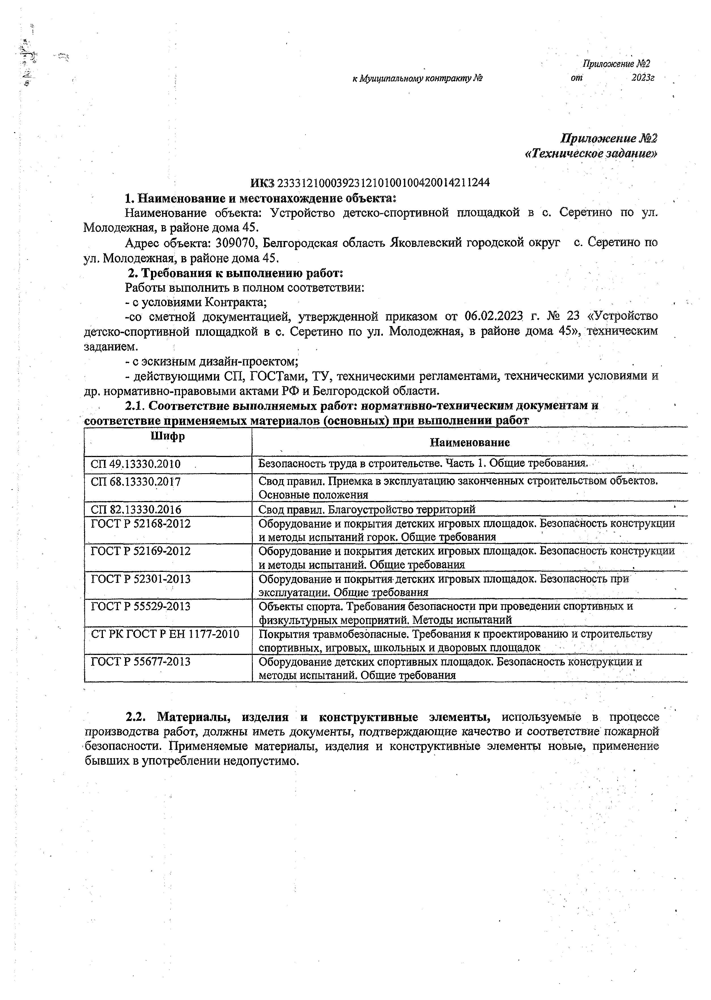 Приложение №2
к Муиципальному контракту № от 2023г
Приложение №2
«Техническое задание»
ИКЗ 233312100039231210100100420014211244
1. Наименование и местонахождение объекта:
Наименование объекта: Устройство детско-спортивной площадкой в с. Серетино по ул.
Молодежная, в районе дома 45.
Адрес объекта: 309070, Белгородская область Яковлевский городской округ с. Серетино по
ул. Молодежная, в районе дома 45.
2. Требования к выполнению работ:
Работы выполнить в полном соответствии:
- с условиями Контракта;
-со сметной документацией, утвержденной приказом от 06.02.2023 г. № 23 «Устройство
детско-спортивной площадкой в с. Серетино по ул. Молодежная, в районе дома 45», техническим
заданием.
- с эскизным дизайн-проектом;
- действующими СП, ГОСТами, ТУ, техническими регламентами, техническими условиями и
др. нормативно-правовыми актами РФ и Белгородской области.
2.1. Соответствие выполняемых работ: нормативно-техническим документам и
соответствие применяемых материалов (основных) при выполнении работ
Шифр
Наименование
СП 49.13330.2010
Безопасность труда в строительстве. Часть 1. Общие требования.
СП 68.13330.2017
Свод правил. Приемка в эксплуатацию законченных строительством объектов.
Основные положения
СП 82.13330.2016
Свод правил. Благоустройство территорий
ГОСТ Р 52168-2012
Оборудование и покрытия детских игровых площадок. Безопасность конструкции
и методы испытаний горок. Общие требования
ГОСТ Р 52169-2012
Оборудование и покрытия детских игровых площадок. Безопасность конструкции
и методы испытаний. Общие требования
ГОСТ Р 52301-2013
Оборудование и покрытия детских игровых площадок. Безопасность при
эксплуатации. Общие требования
ГОСТ Р 55529-2013
Объекты спорта. Требования безопасности при проведении спортивных и
физкультурных мероприятий. Методы испытаний
СТ РК ГОСТ Р ЕН 1177-2010
Покрытия травмобезопасные. Требования к проектированию и строительству
спортивных, игровых, школьных и дворовых площадок
ГОСТ Р 55677-2013
Оборудование детских спортивных площадок. Безопасность конструкции и
методы испытаний. Общие требования
2.2. Материалы, изделия и конструктивные элементы, используемые в процессе
производства работ, должны иметь документы, подтверждающие качество и соответствие пожарной
безопасности. Применяемые материалы, изделия и конструктивные элементы новые, применение
бывших в употреблении недопустимо.